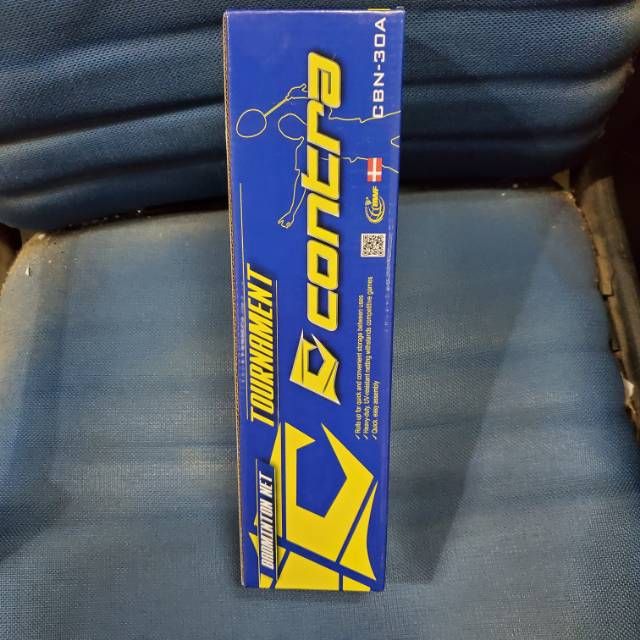 BADMINTON NET
TOURNAMENT
contra
CBN-30A
✓ Rolls up for quick and convenient storage between uses
✓ Heavy-duty, UV-resistant netting withstands competitive games
✓ Quick, easy assembly